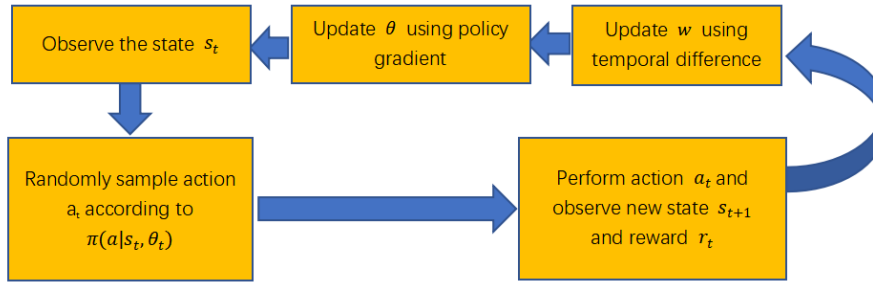 Observe the state s_t
Update θ using policy
gradient
Update w using
temporal difference
Randomly sample action
a_t according to
π(a|s_t, θ_t)
Perform action a_t and
observe new state s_{t+1}
and reward r_t